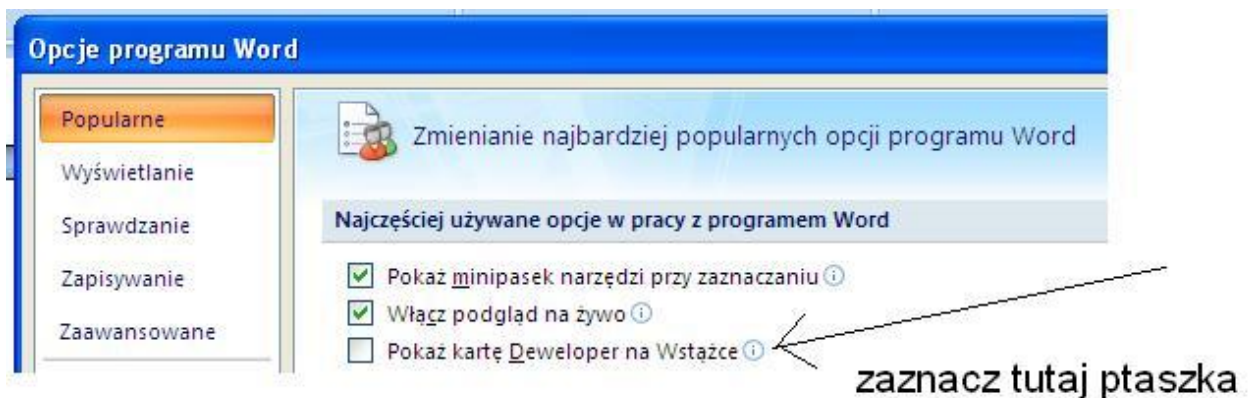 Opcje programu Word
Popularne
Wyświetlanie
Sprawdzanie
Zapisywanie
Zaawansowane
Zmienianie najbardziej popularnych opcji programu Word
Najczęściej używane opcje w pracy z programem Word
Pokaż minipasek narzędzi przy zaznaczaniu
Włącz podgląd na żywo
Pokaż kartę Deweloper na Wstążce
zaznacz tutaj ptaszka